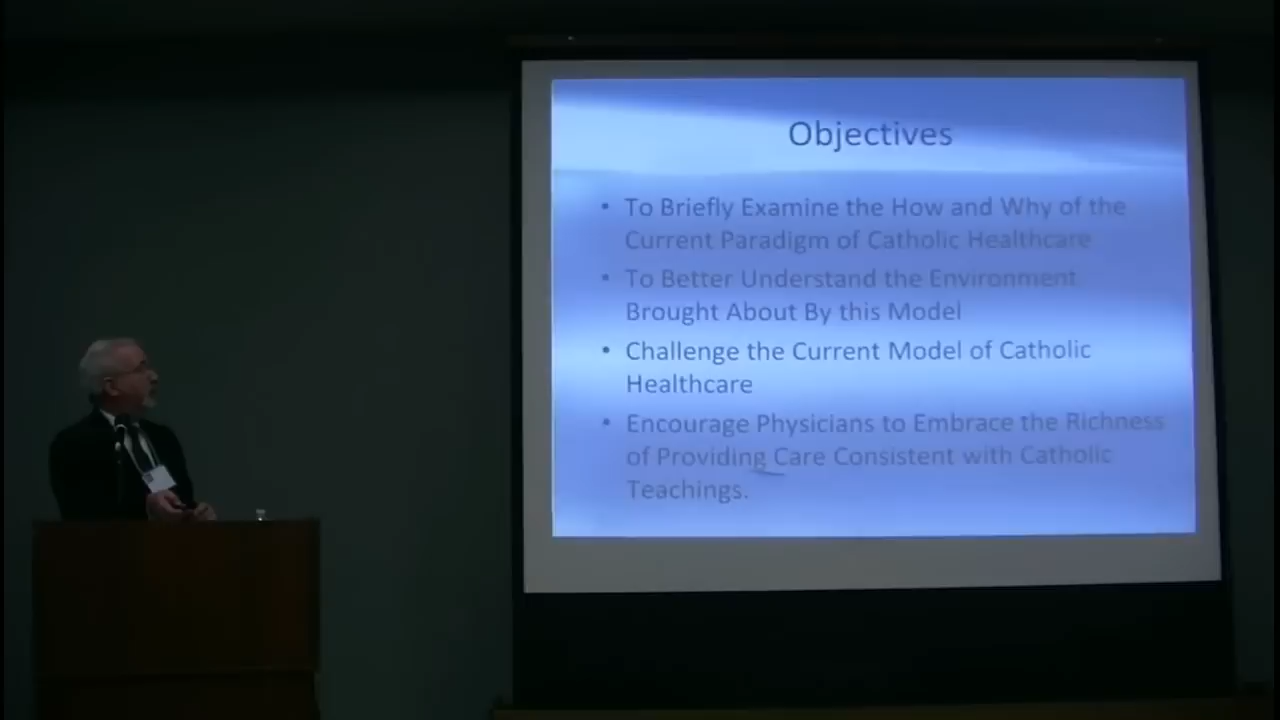 Objectives
• To Briefly Examine the How and Why of the
Current Paradigm of Catholic Healthcare
• To Better Understand the Environment
Brought About By this Model
• Challenge the Current Model of Catholic
Healthcare
• Encourage Physicians to Embrace the Richness
of Providing Care Consistent with Catholic
Teachings.